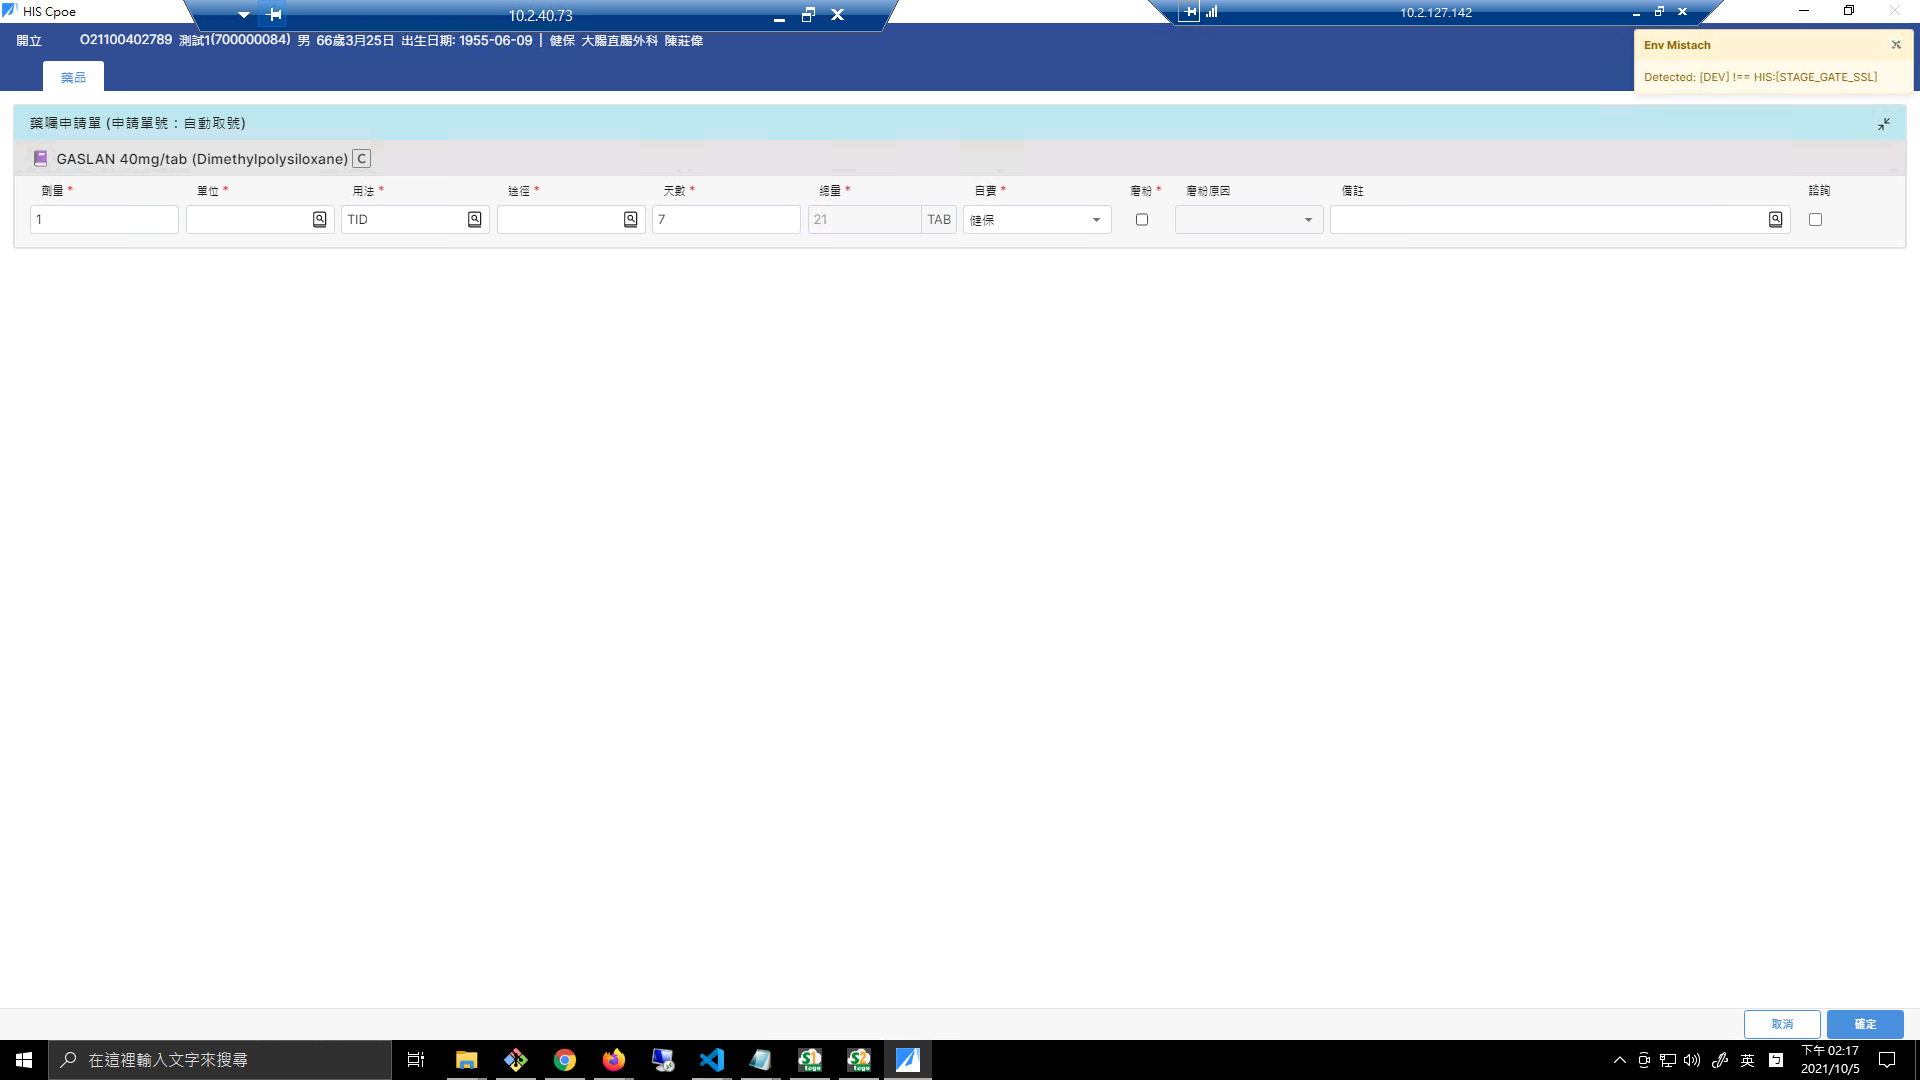 HIS Cpoe
10.2.40.73
10.2.127.142
開立 O21100402789 測試1(700000084) 男 66歲3月25日 出生日期: 1955-06-09 | 健保 大腸直腸外科 陳莊偉
Env Mistach
Detected: [DEV] !== HIS:[STAGE_GATE_SSL]
藥品
藥囑申請單 (申請單號：自動取號)
GASLAN 40mg/tab (Dimethylpolysiloxane) C
劑量 * 單位 * 用法 * 途徑 * 天數 * 總量 * 自費 * 磨粉 * 磨粉原因 備註 諮詢
1 TID 7 21 TAB 健保
取消 確定
在這裡輸入文字來搜尋
S1 toga S2 toga
英
下午 02:17
2021/10/5